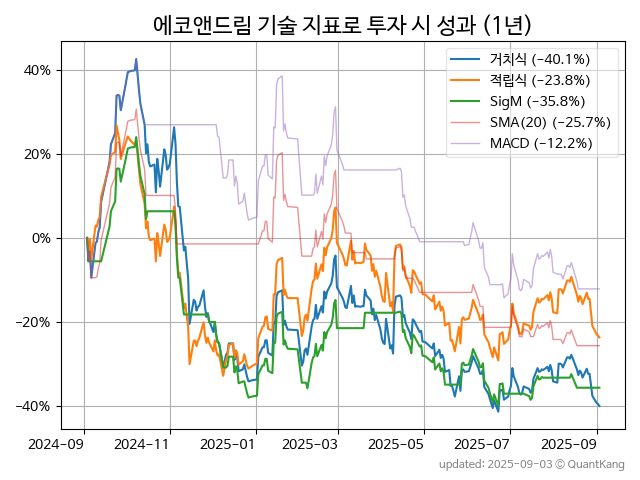 에코앤드림 기술 지표로 투자 시 성과 (1년)
거치식 (−40.1%)
적립식 (−23.8%)
SigM (−35.8%)
SMA(20) (−25.7%)
MACD (−12.2%)
40%
20%
0%
−20%
−40%
2024-09 2024-11 2025-01 2025-03 2025-05 2025-07 2025-09
updated: 2025-09-03 ⓒ QuantKang